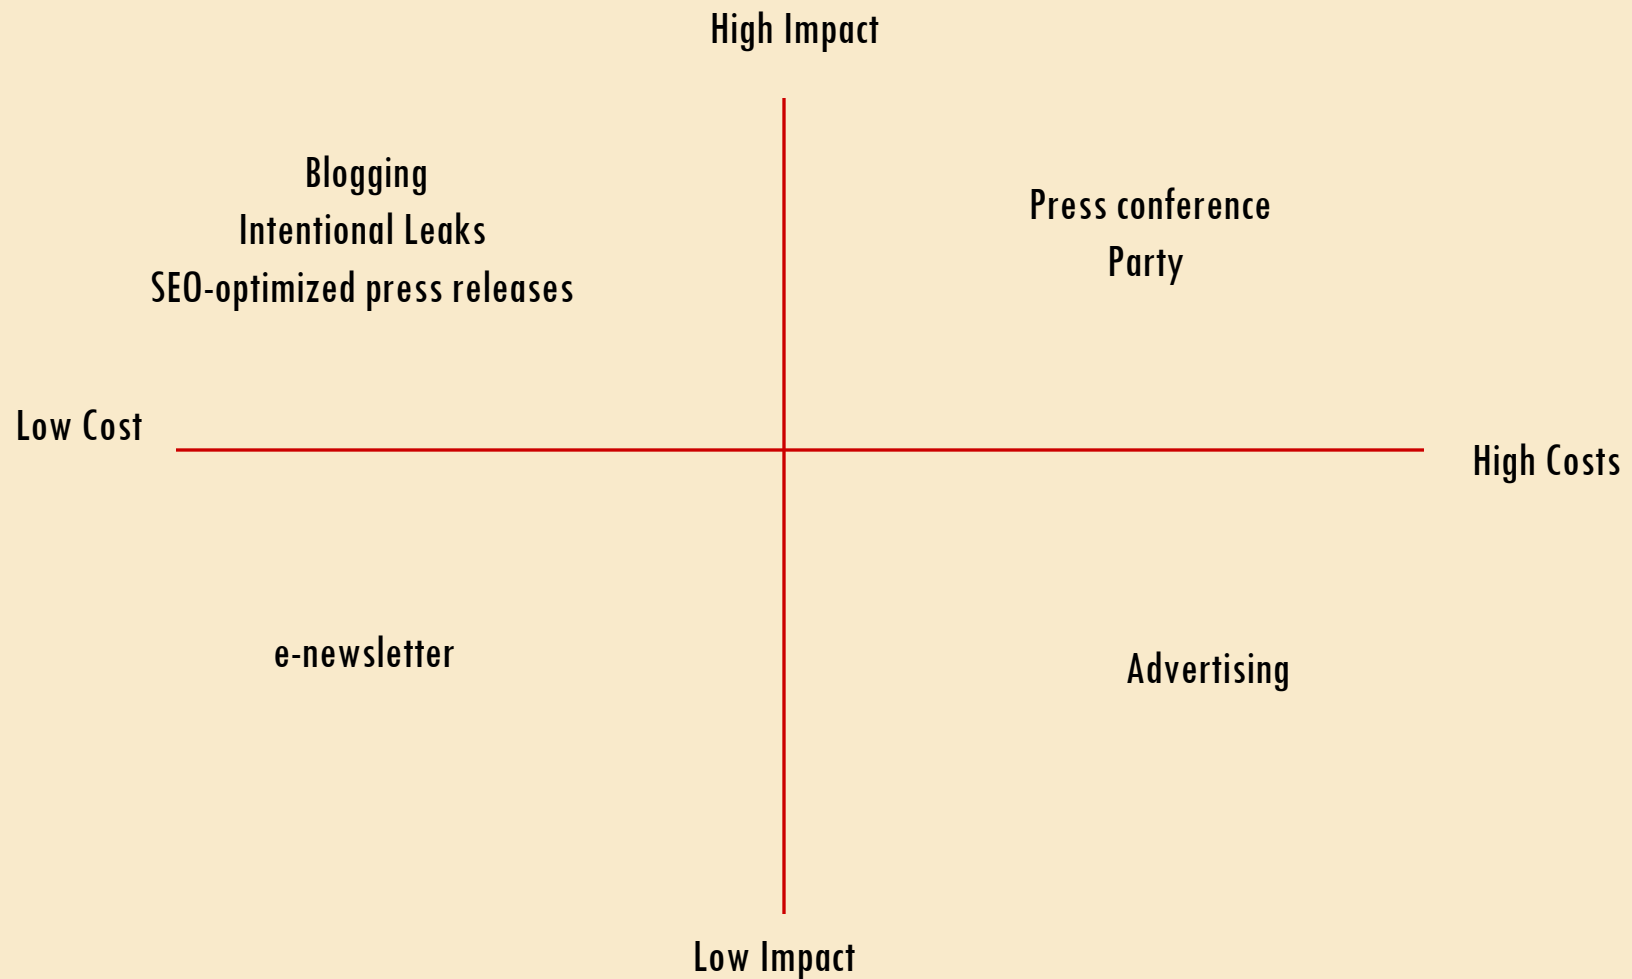 High Impact
Blogging
Intentional Leaks
SEO-optimized press releases
Press conference
Party
Low Cost
High Costs
e-newsletter
Advertising
Low Impact